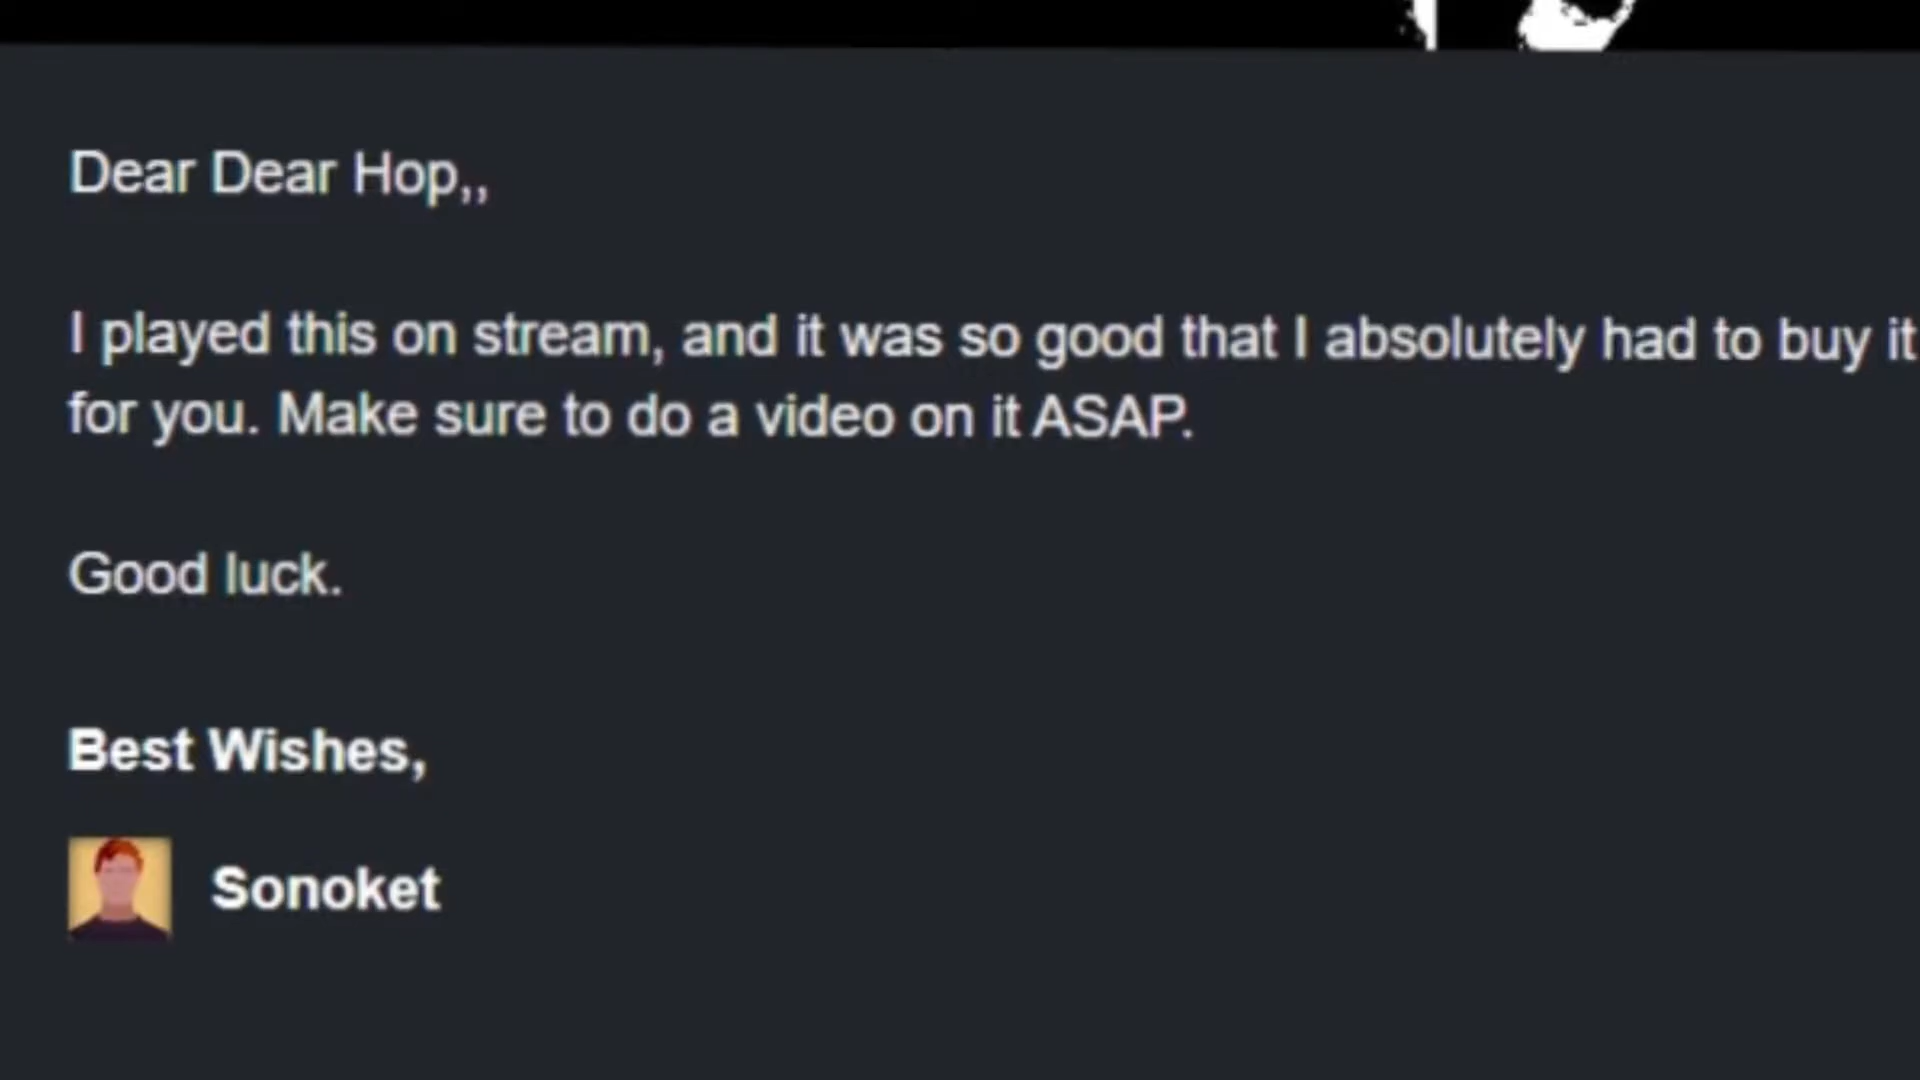 Dear Dear Hop,,
I played this on stream, and it was so good that I absolutely had to buy it
for you. Make sure to do a video on it ASAP.
Good luck.
Best Wishes,
Sonoket